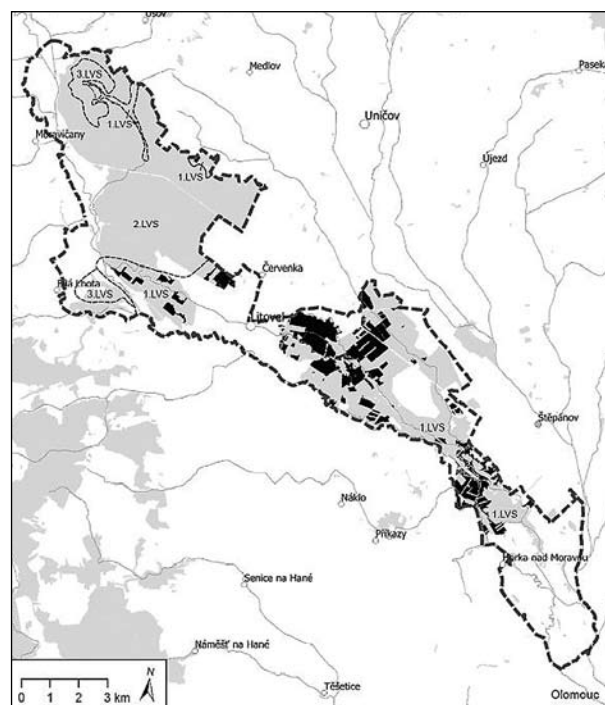 Úsov
3.LVS
Medlov
Paseka
Uničov
1.LVS
Moravičany
Újezd
1.LVS
2.LVS
Červenka
Bílá Lhota
3.LVS
1.LVS
Litovel
Štěpánov
1.LVS
Náklo
1.LVS
Příkazy
Horka nad Moravou
Senice na Hané
Náměšť na Hané
Těšetice
Olomouc
N
0 1 2 3 km